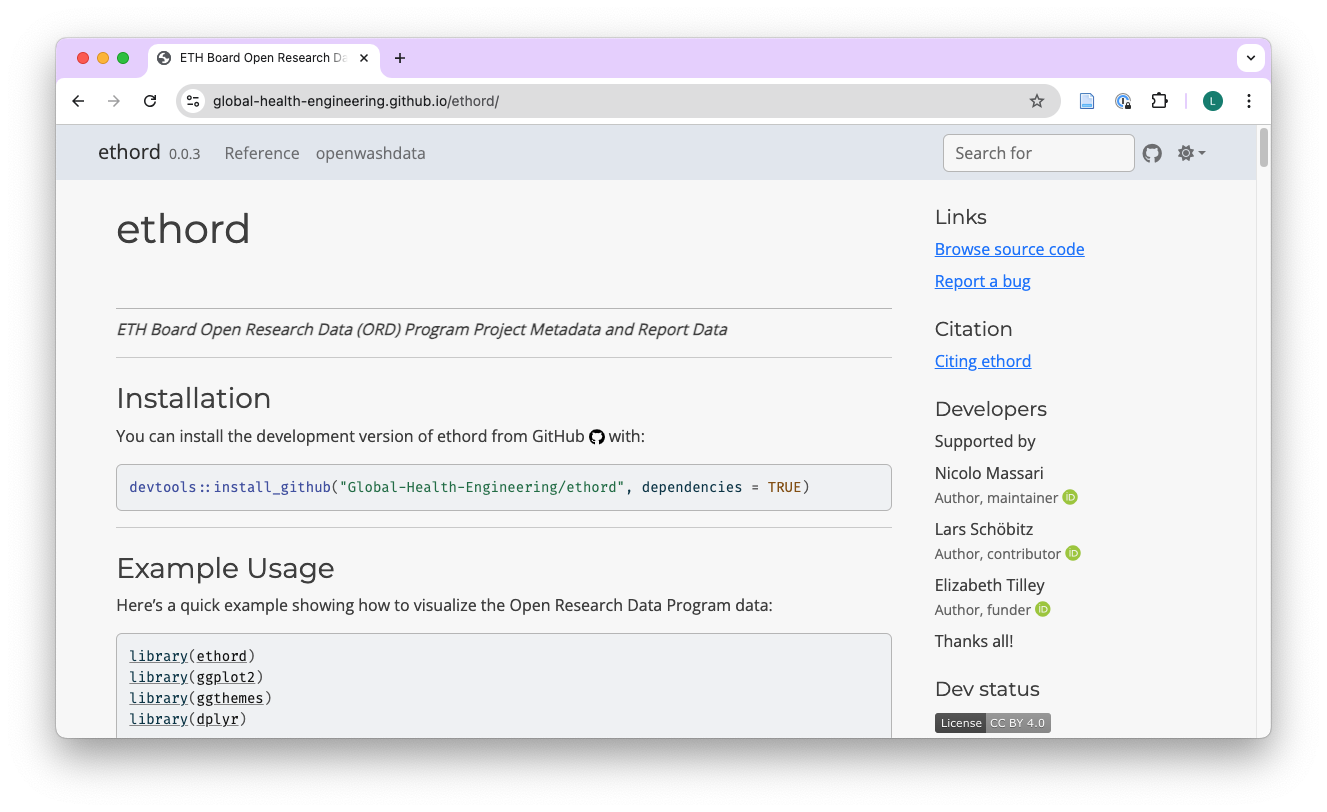 ETH Board Open Research Da
global-health-engineering.github.io/ethord/
L
ethord 0.0.3 Reference openwashdata Search for
ethord
ETH Board Open Research Data (ORD) Program Project Metadata and Report Data
Installation
You can install the development version of ethord from GitHub with:
devtools::install_github("Global-Health-Engineering/ethord", dependencies = TRUE)
Example Usage
Here’s a quick example showing how to visualize the Open Research Data Program data:
library(ethord)
library(ggplot2)
library(ggthemes)
library(dplyr)
Links
Browse source code
Report a bug
Citation
Citing ethord
Developers
Supported by
Nicolo Massari
Author, maintainer iD
Lars Schöbitz
Author, contributor iD
Elizabeth Tilley
Author, funder iD
Thanks all!
Dev status
License CC BY 4.0